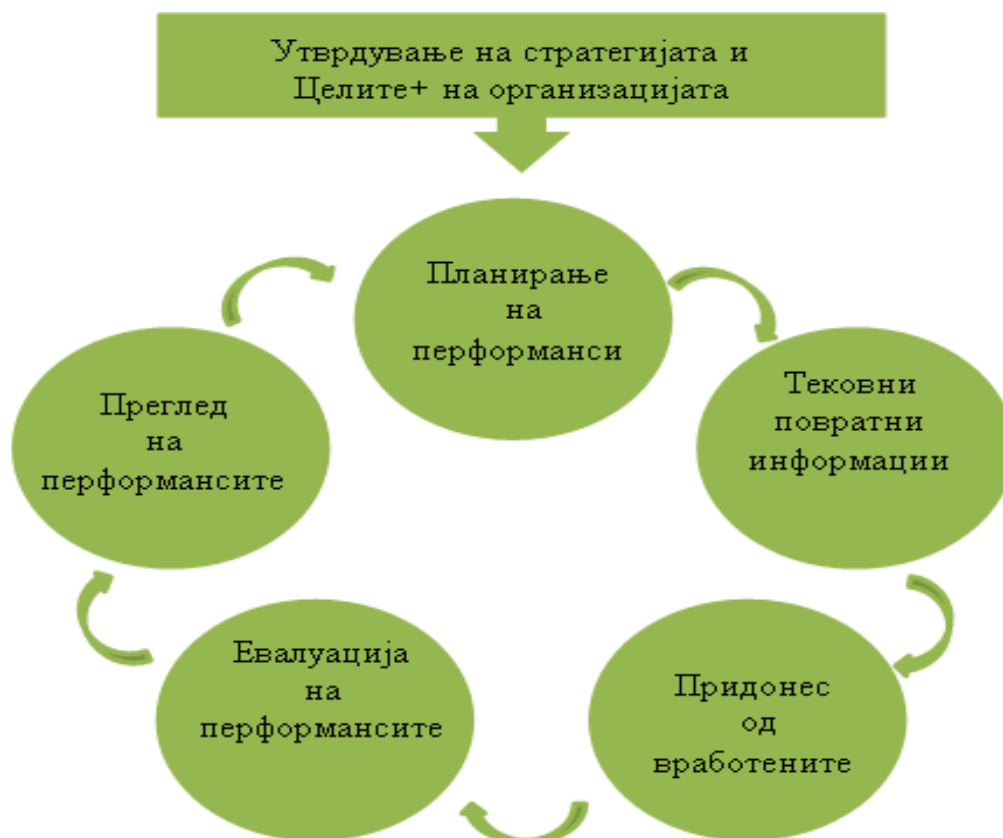 Утврдување на стратегијата и
Целите+ на организацијата
Планирање
на
перформанси
Тековни
повратни
информации
Придонес
од
вработените
Евалуација
на
перформансите
Преглед
на
перформансите